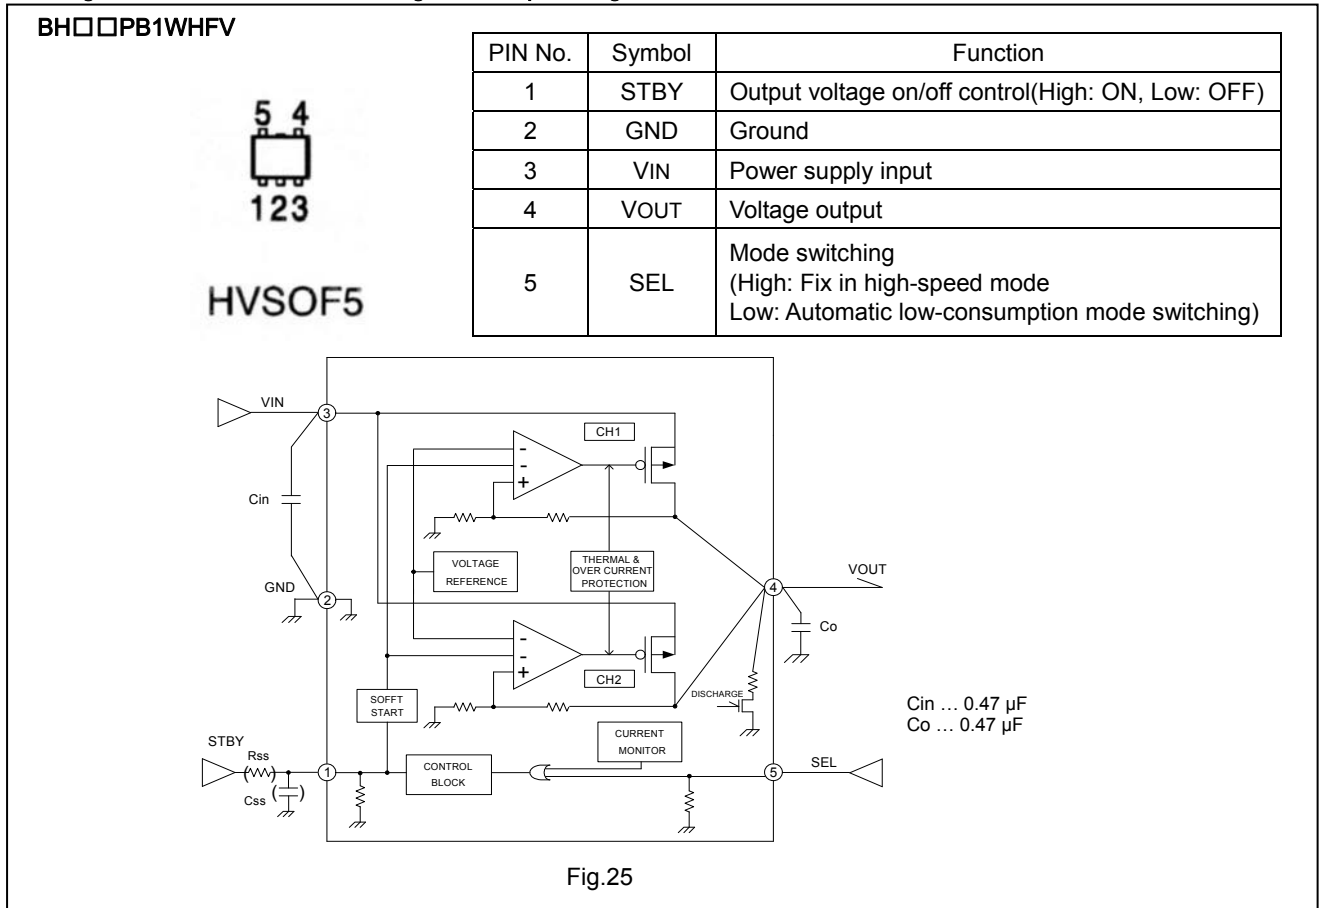 BH□□PB1WHFV
PIN No. Symbol Function
1 STBY Output voltage on/off control(High: ON, Low: OFF)
2 GND Ground
3 VIN Power supply input
4 VOUT Voltage output
5 SEL Mode switching
(High: Fix in high-speed mode
Low: Automatic low-consumption mode switching)
5 4
123
HVSOF5
VIN
3
CH1
-
-
+
Cin
VOLTAGE
REFERENCE
THERMAL &
OVER CURRENT
PROTECTION
GND
2
VOUT
4
Co
-
-
+
CH2
SOFFT
START
DISCHARGE
Cin … 0.47 µF
Co … 0.47 µF
CURRENT
MONITOR
STBY
Rss
( )
1
CONTROL
BLOCK
5
SEL
Css
( )
Fig.25